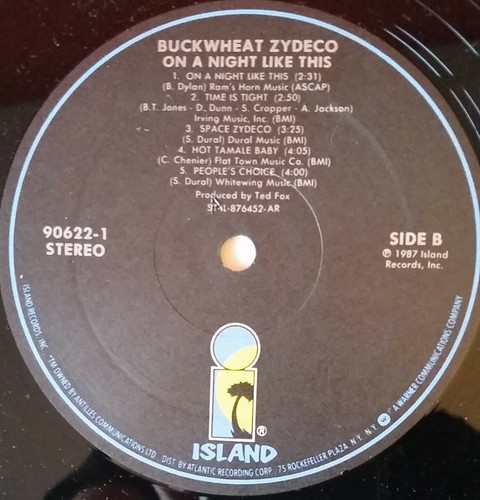 BUCKWHEAT ZYDECO
ON A NIGHT LIKE THIS
1. ON A NIGHT LIKE THIS (2:31)
(B. Dylan) Ram's Horn Music (ASCAP)
2. TIME IS TIGHT (2:50)
(B.T. Jones - D. Dunn - S. Cropper - A. Jackson)
Irving Music, Inc. (BMI)
3. SPACE ZYDECO (3:25)
(S. Dural) Dural Music (BMI)
4. HOT TAMALE BABY (4:05)
(C. Chenier) Flat Town Music Co. (BMI)
5. PEOPLE'S CHOICE (4:00)
(S. Dural) Whitewing Music (BMI)
Produced by Ted Fox
ST-IL-876452-AR
90622-1
STEREO
SIDE B
℗ 1987 Island
Records, Inc.
®
ISLAND
ISLAND RECORDS, INC. *TM OWNED BY ANTILLES COMMUNICATIONS LTD. DIST. BY ATLANTIC RECORDING CORP. 75 ROCKEFELLER PLAZA, N.Y. N.Y. A WARNER COMMUNICATIONS COMPANY